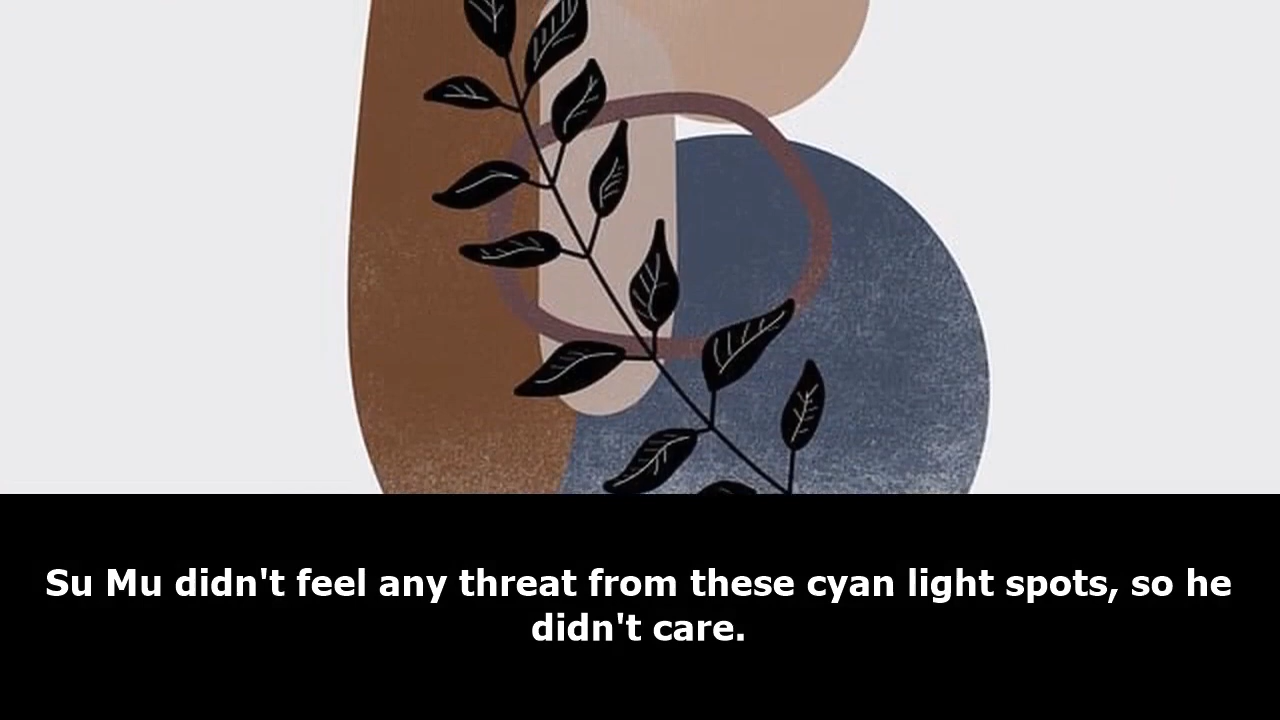 Su Mu didn't feel any threat from these cyan light spots, so he
didn't care.